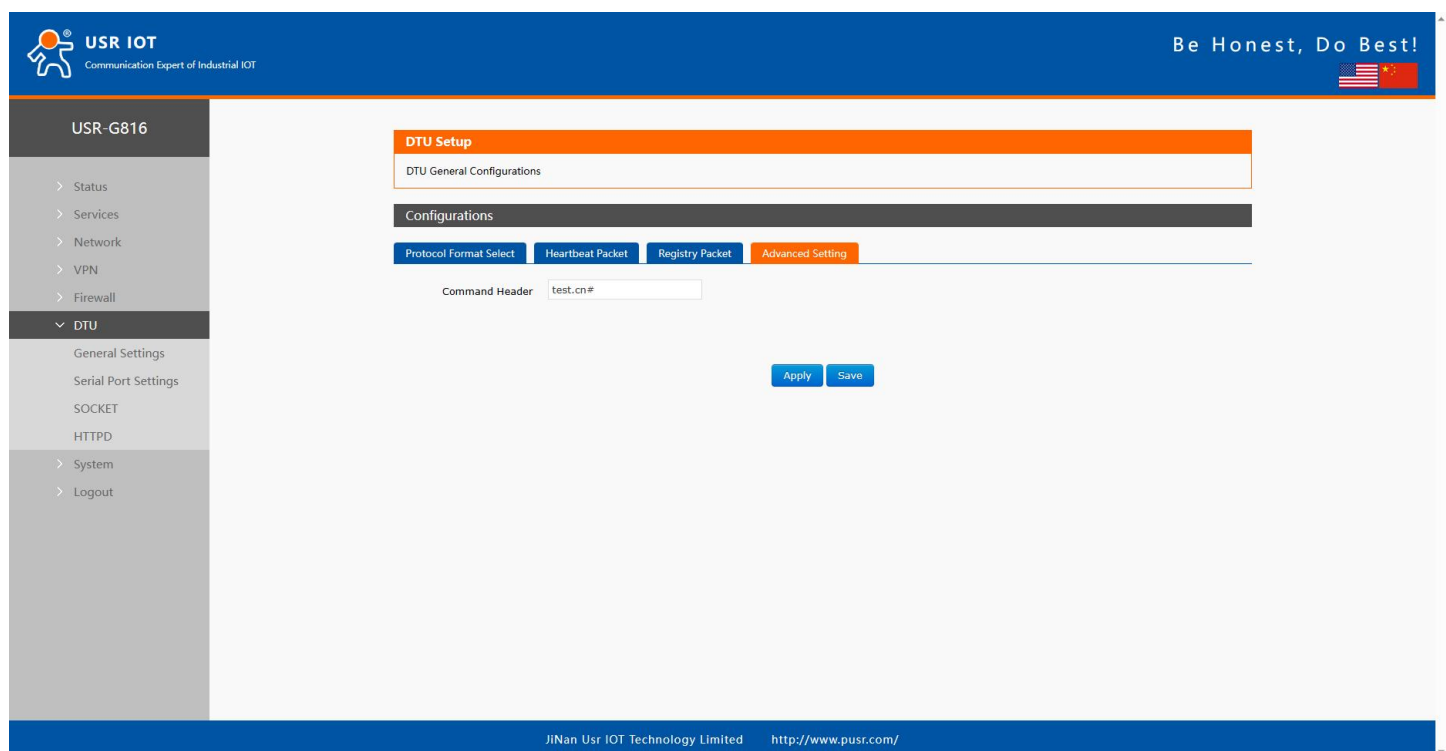 USR IOT
Communication Expert of Industrial IOT
Be Honest, Do Best!
USR-G816
Status
Services
Network
VPN
Firewall
DTU
General Settings
Serial Port Settings
SOCKET
HTTPD
System
Logout
DTU Setup
DTU General Configurations
Configurations
Protocol Format Select Heartbeat Packet Registry Packet Advanced Setting
Command Header test.cn#
Apply Save
JiNan Usr IOT Technology Limited http://www.pusr.com/